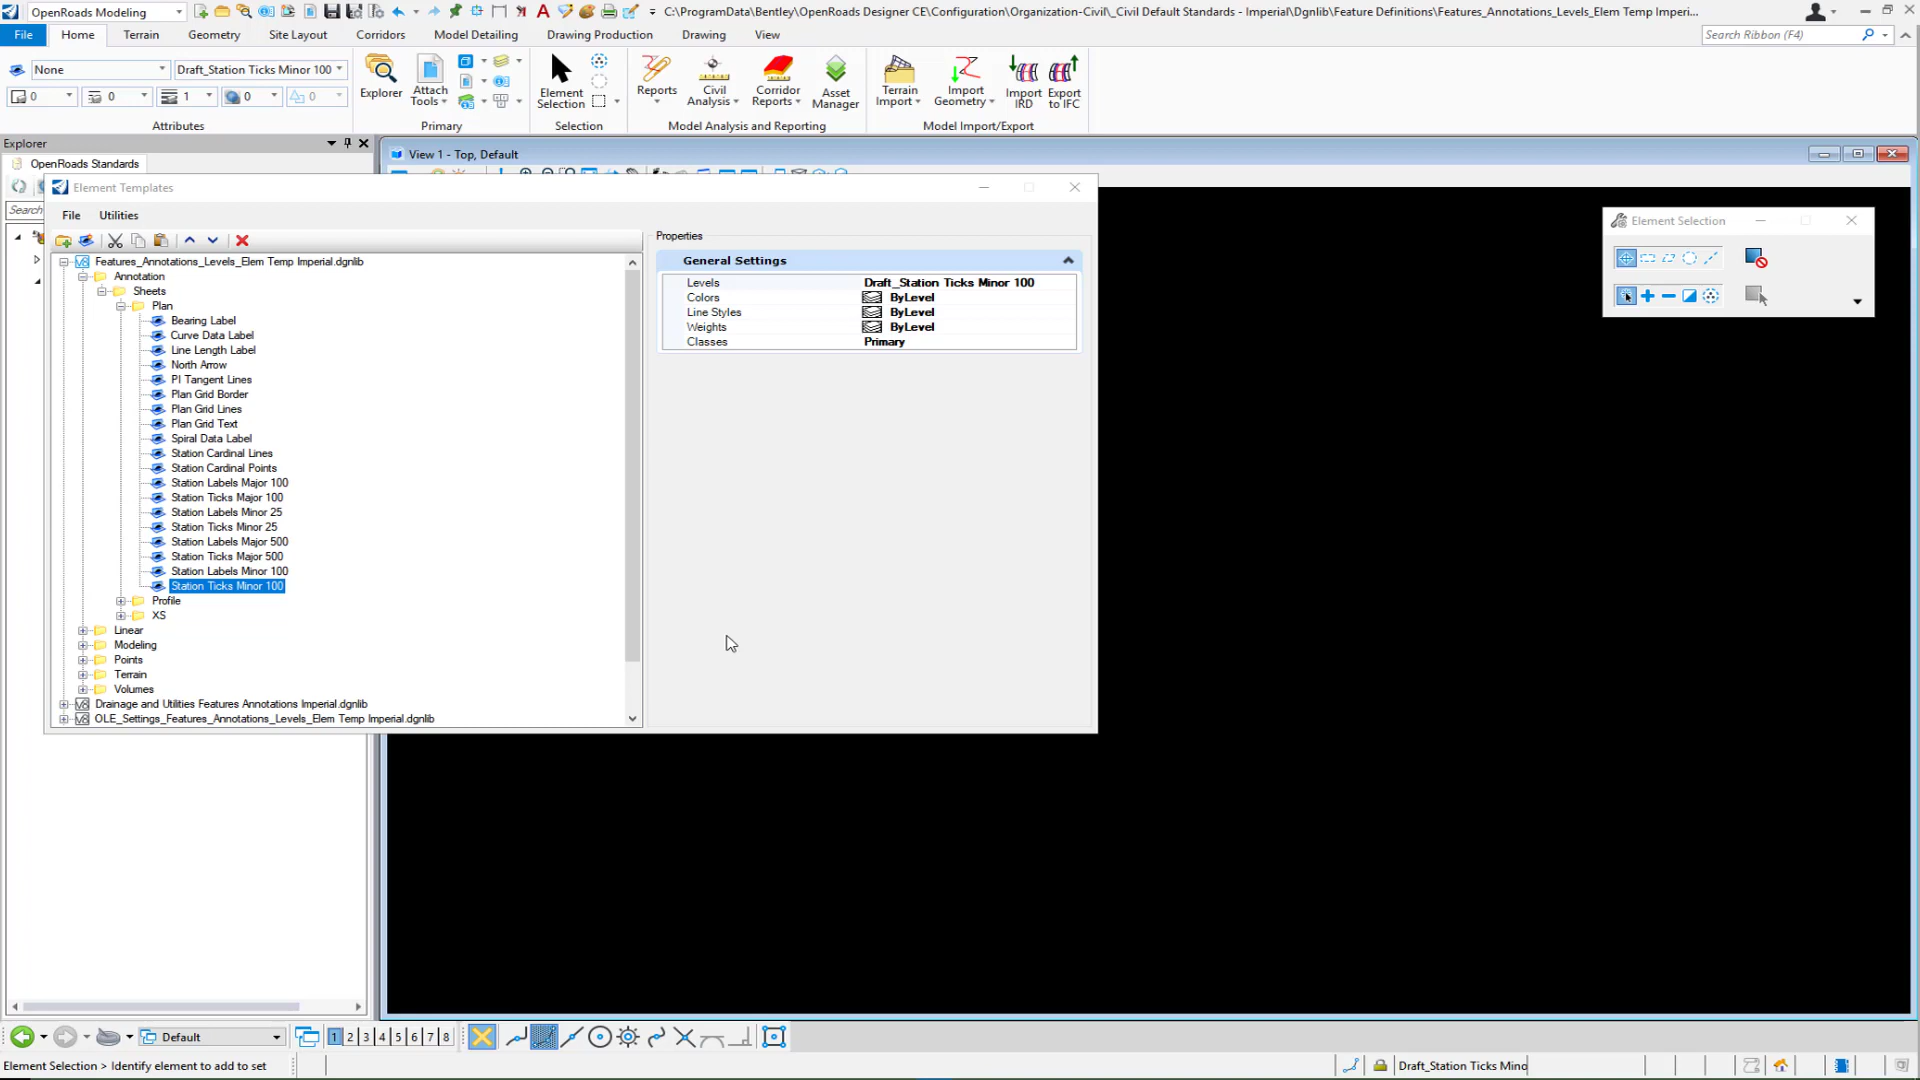 OpenRoads Modeling
C:\ProgramData\Bentley\OpenRoads Designer CE\Configuration\Organization-Civil\_Civil Default Standards - Imperial\Dgnlib\Feature Definitions\Features_Annotations_Levels_Elem Temp Imperi...
File Home Terrain Geometry Site Layout Corridors Model Detailing Drawing Production Drawing View
Search Ribbon (F4)
None Draft_Station Ticks Minor 100
0 0 1 0 0
Explorer
Attach Tools
Element Selection
Reports
Civil Analysis
Corridor Reports
Asset Manager
Terrain Import
Import Geometry
Import IRD
Export to IFC
Attributes Primary Selection Model Analysis and Reporting Model Import/Export
Explorer
OpenRoads Standards
Search
View 1 - Top, Default
Element Templates
File Utilities
Features_Annotations_Levels_Elem Temp Imperial.dgnlib
Annotation
Sheets
Plan
Bearing Label
Curve Data Label
Line Length Label
North Arrow
PI Tangent Lines
Plan Grid Border
Plan Grid Lines
Plan Grid Text
Spiral Data Label
Station Cardinal Lines
Station Cardinal Points
Station Labels Major 100
Station Ticks Major 100
Station Labels Minor 25
Station Ticks Minor 25
Station Labels Major 500
Station Ticks Major 500
Station Labels Minor 100
Station Ticks Minor 100
Profile
XS
Linear
Modeling
Points
Terrain
Volumes
Drainage and Utilities Features Annotations Imperial.dgnlib
OLE_Settings_Features_Annotations_Levels_Elem Temp Imperial.dgnlib
Properties
General Settings
Levels Draft_Station Ticks Minor 100
Colors ByLevel
Line Styles ByLevel
Weights ByLevel
Classes Primary
Element Selection
Default
1 2 3 4 5 6 7 8
Element Selection > Identify element to add to set
Draft_Station Ticks Mino